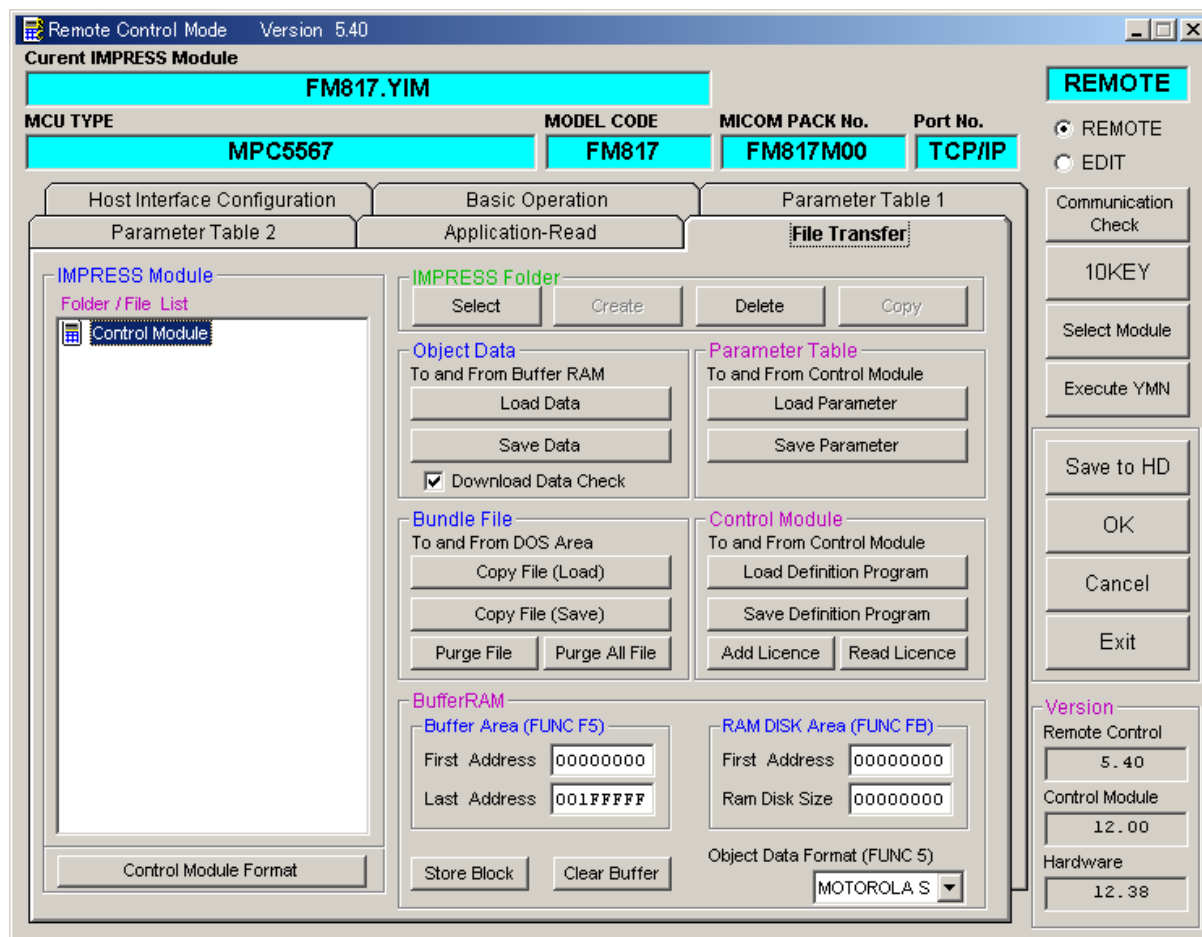 Remote Control Mode Version 5.40
Curent IMPRESS Module
FM817.YIM
REMOTE
MCU TYPE
MODEL CODE
MICOM PACK No.
Port No.
MPC5567
FM817
FM817M00
TCP/IP
REMOTE
EDIT
Host Interface Configuration
Basic Operation
Parameter Table 1
Parameter Table 2
Application-Read
File Transfer
IMPRESS Module
Folder / File List
Control Module
Control Module Format
IMPRESS Folder
Select
Create
Delete
Copy
Object Data
To and From Buffer RAM
Load Data
Save Data
Download Data Check
Parameter Table
To and From Control Module
Load Parameter
Save Parameter
Bundle File
To and From DOS Area
Copy File (Load)
Copy File (Save)
Purge File
Purge All File
Control Module
To and From Control Module
Load Definition Program
Save Definition Program
Add Licence
Read Licence
BufferRAM
Buffer Area (FUNC F5)
First Address 00000000
Last Address 001FFFFF
RAM DISK Area (FUNC FB)
First Address 00000000
Ram Disk Size 00000000
Store Block
Clear Buffer
Object Data Format (FUNC 5)
MOTOROLA S
Communication
Check
10KEY
Select Module
Execute YMN
Save to HD
OK
Cancel
Exit
Version
Remote Control
5.40
Control Module
12.00
Hardware
12.38